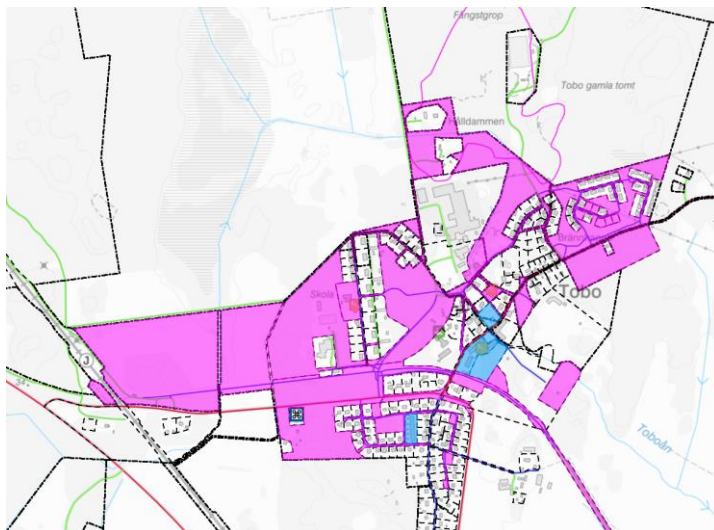 Fångstgrop
Tobo gamla tomt
Hålldammen
Skola
Tobo
Toboån